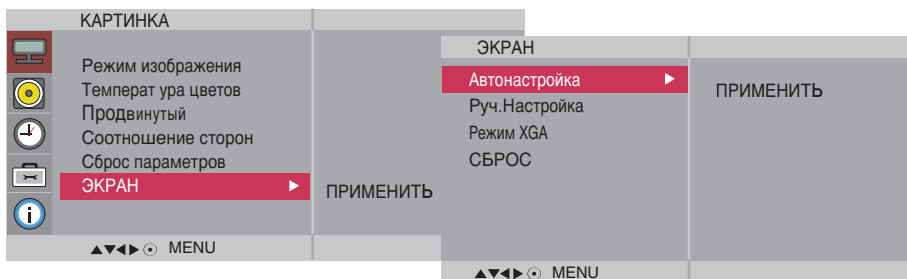 КАРТИНКА
Режим изображения
Температ ура цветов
Продвинутый
Соотношение сторон
Сброс параметров
ЭКРАН ▶
ПРИМЕНИТЬ
▲▼◀▶⊙ MENU
ЭКРАН
Автонастройка ▶
ПРИМЕНИТЬ
Руч.Настройка
Режим XGA
СБРОС
▲▼◀▶⊙ MENU